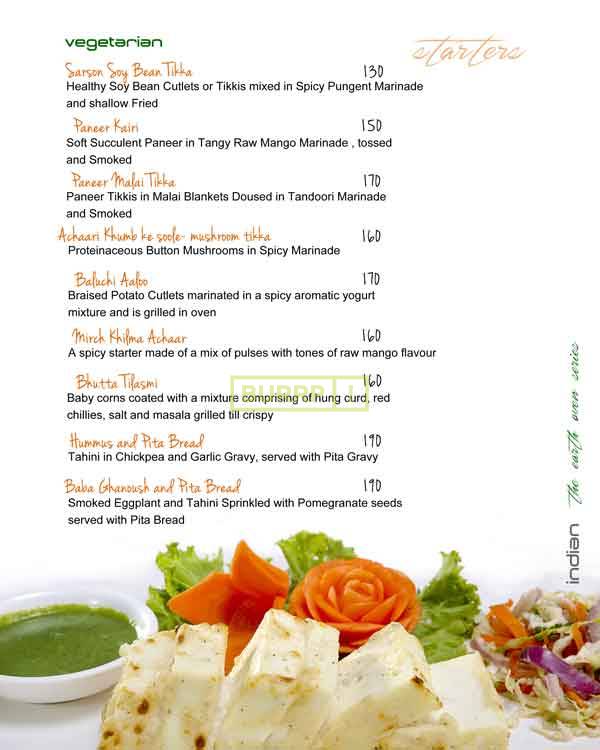 vegetarian
starters
Sarson Soy Bean Tikka 130
Healthy Soy Bean Cutlets or Tikkis mixed in Spicy Pungent Marinade
and shallow Fried
Paneer Kairi 150
Soft Succulent Paneer in Tangy Raw Mango Marinade , tossed
and Smoked
Paneer Malai Tikka 170
Paneer Tikkis in Malai Blankets Doused in Tandoori Marinade
and Smoked
Achaari Khumb ke soole- mushroom tikka 160
Proteinaceous Button Mushrooms in Spicy Marinade
Baluchi Aaloo 170
Braised Potato Cutlets marinated in a spicy aromatic yogurt
mixture and is grilled in oven
Mirch Khilma Achaar 160
A spicy starter made of a mix of pulses with tones of raw mango flavour
Bhutta Tilasmi 160
BURRP!
Baby corns coated with a mixture comprising of hung curd, red
chillies, salt and masala grilled till crispy
Hummus and Pita Bread 190
Tahini in Chickpea and Garlic Gravy, served with Pita Gravy
Baba Ghanoush and Pita Bread 190
Smoked Eggplant and Tahini Sprinkled with Pomegranate seeds
served with Pita Bread
indian The earth oven series